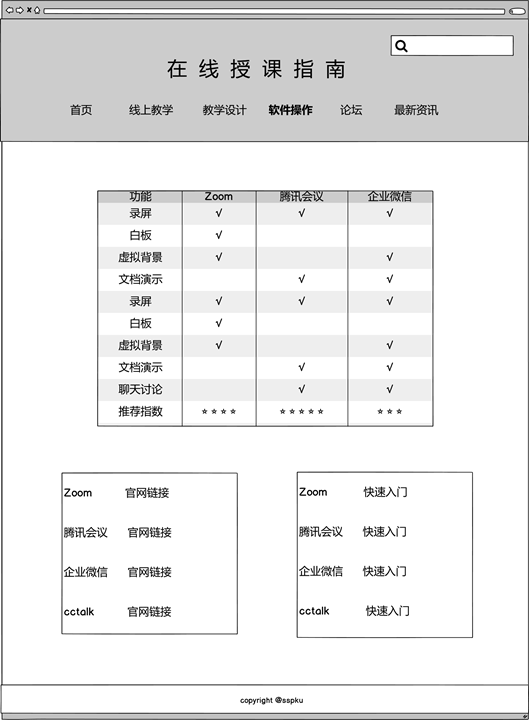 在线授课指南
首页 线上教学 教学设计 软件操作 论坛 最新资讯
功能 Zoom 腾讯会议 企业微信
录屏 √ √ √
白板 √
虚拟背景 √ √
文档演示 √ √
录屏 √ √ √
白板 √
虚拟背景 √ √
文档演示 √ √
聊天讨论 √ √
推荐指数 ☆☆☆☆ ☆☆☆☆☆ ☆☆☆
Zoom 官网链接
腾讯会议 官网链接
企业微信 官网链接
cctalk 官网链接
Zoom 快速入门
腾讯会议 快速入门
企业微信 快速入门
cctalk 快速入门
copyright @sspku